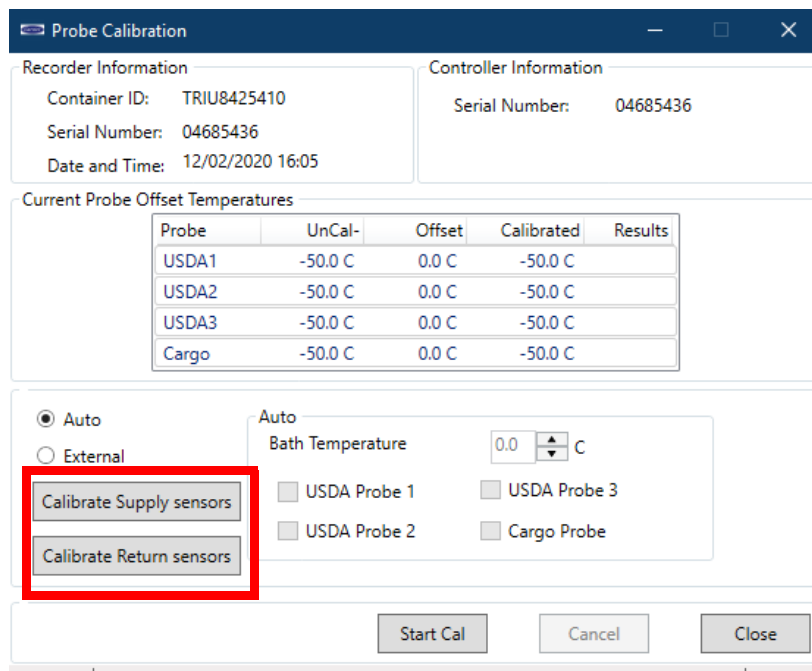 Probe Calibration
Recorder Information
Container ID: TRIU8425410
Serial Number: 04685436
Date and Time: 12/02/2020 16:05
Controller Information
Serial Number: 04685436
Current Probe Offset Temperatures
Probe UnCal- Offset Calibrated Results
USDA1 -50.0 C 0.0 C -50.0 C
USDA2 -50.0 C 0.0 C -50.0 C
USDA3 -50.0 C 0.0 C -50.0 C
Cargo -50.0 C 0.0 C -50.0 C
Auto
External
Calibrate Supply sensors
Calibrate Return sensors
Auto
Bath Temperature 0.0 C
USDA Probe 1 USDA Probe 3
USDA Probe 2 Cargo Probe
Start Cal Cancel Close